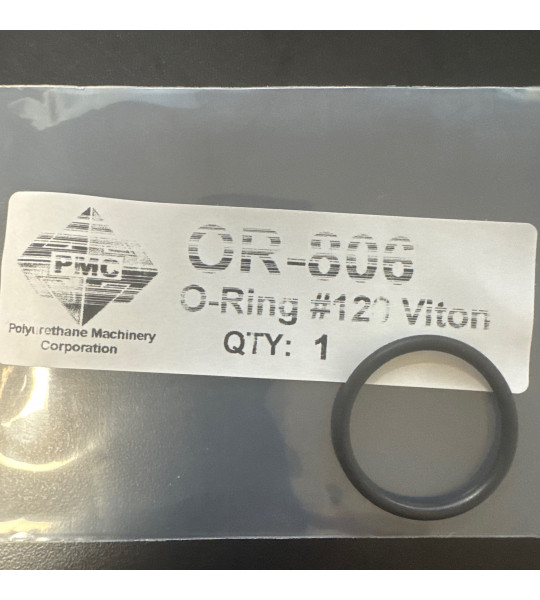 PMC
Polyurethane Machinery
Corporation
OR-806
O-Ring #120 Viton
QTY: 1